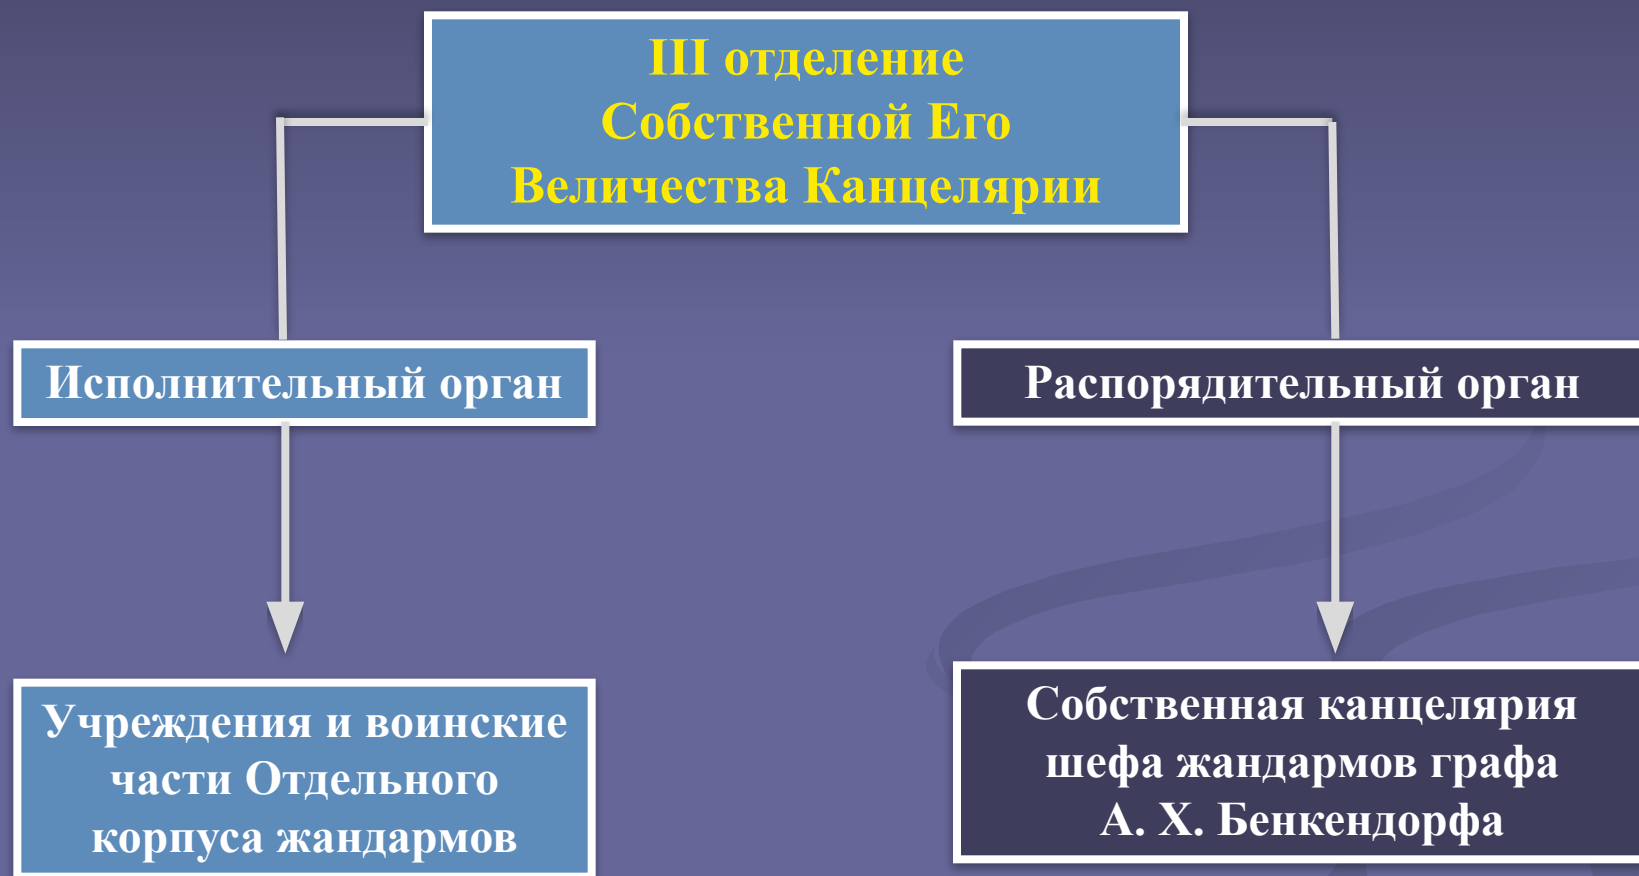 III отделение
Собственной Его
Величества Канцелярии
Исполнительный орган
Распорядительный орган
Учреждения и воинские
части Отдельного
корпуса жандармов
Собственная канцелярия
шефа жандармов графа
А. Х. Бенкендорфа